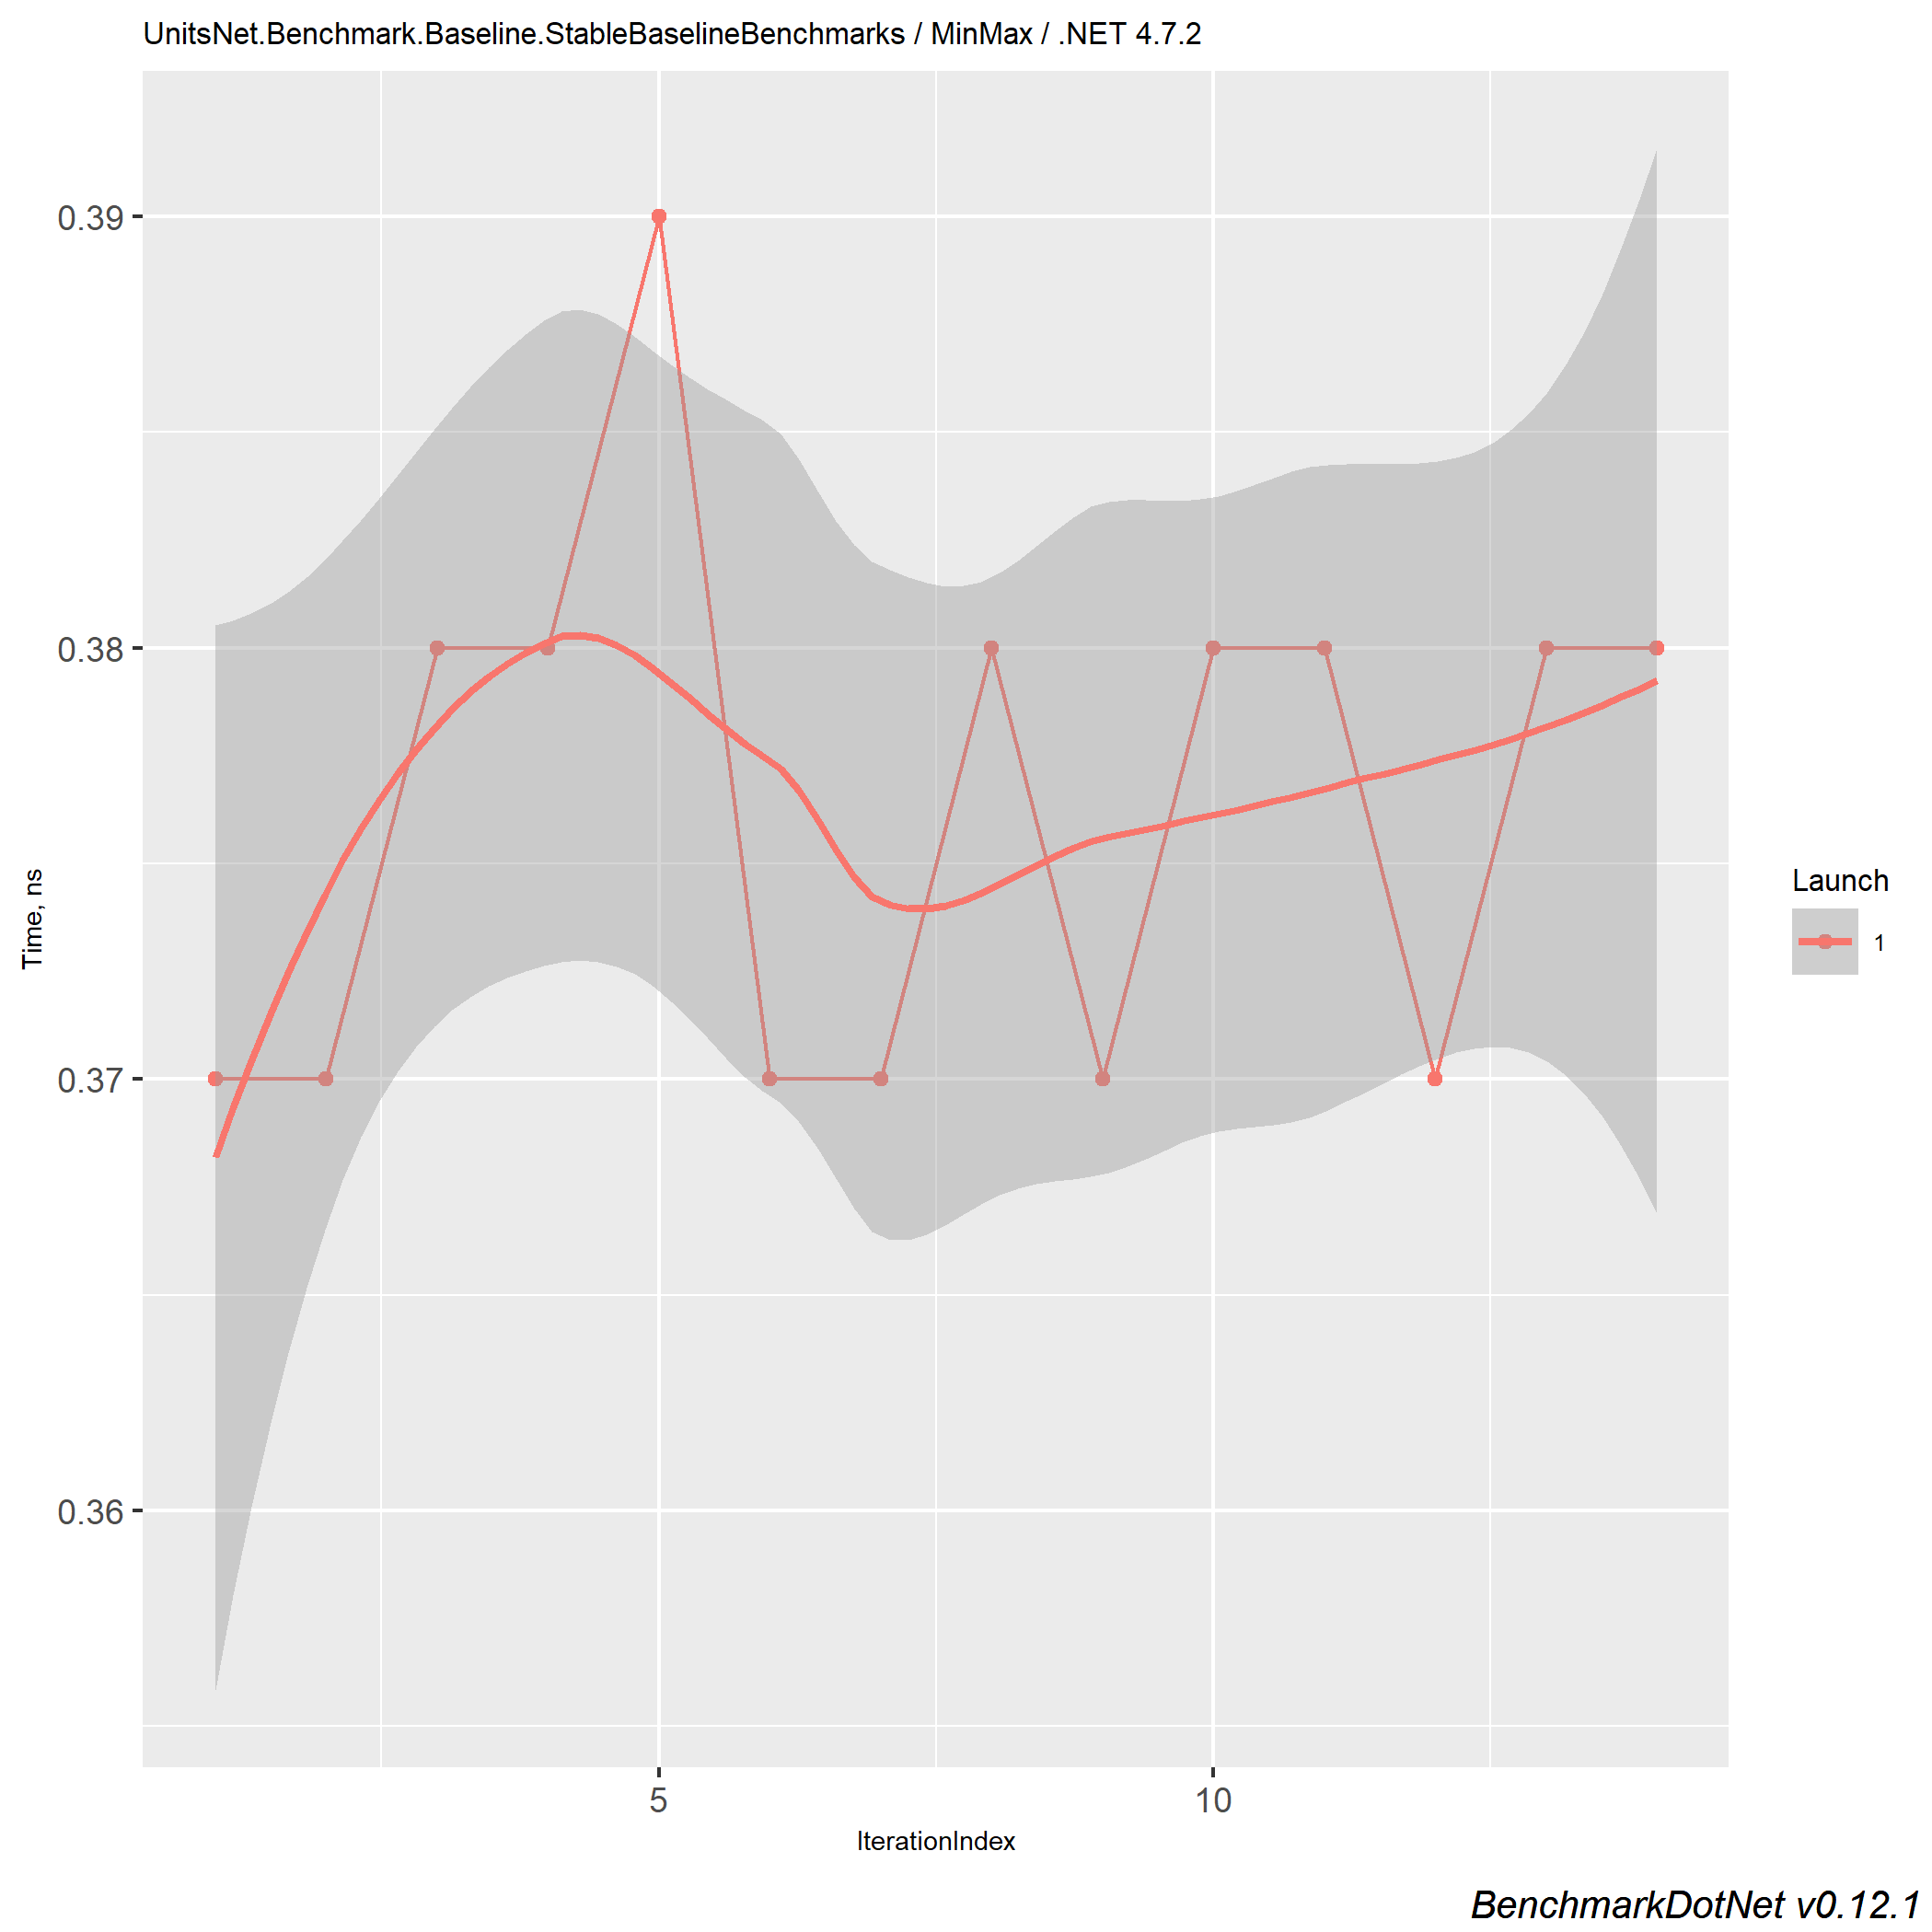 UnitsNet.Benchmark.Baseline.StableBaselineBenchmarks / MinMax / .NET 4.7.2
0.39
0.38
0.37
0.36
Time, ns
5
10
IterationIndex
Launch
1
BenchmarkDotNet v0.12.1